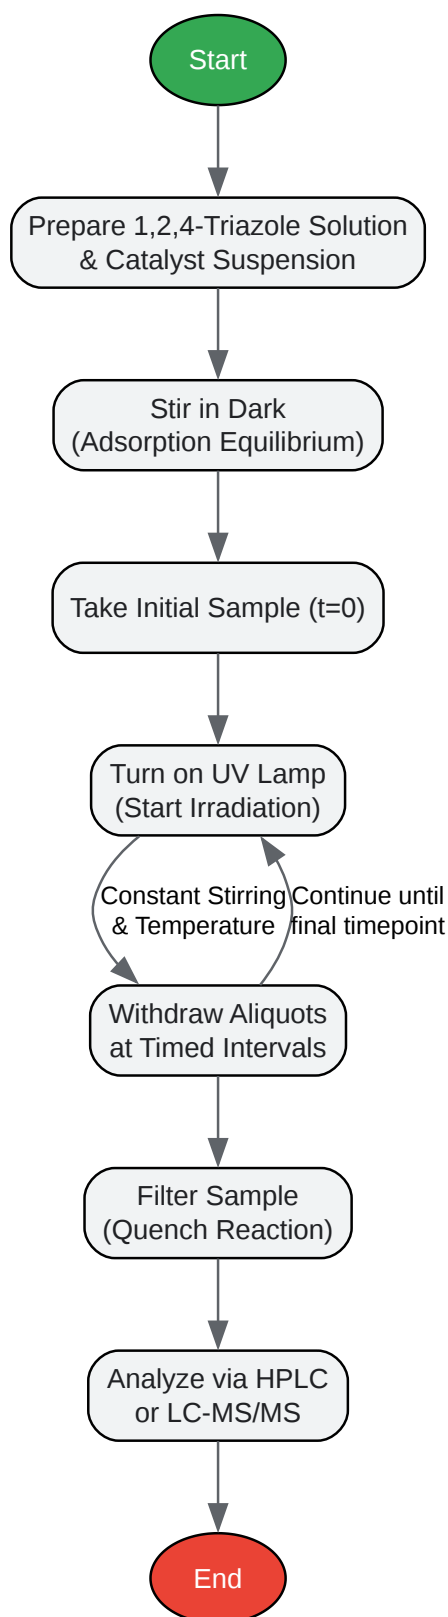 Start
Prepare 1,2,4-Triazole Solution
& Catalyst Suspension
Stir in Dark
(Adsorption Equilibrium)
Take Initial Sample (t=0)
Turn on UV Lamp
(Start Irradiation)
Constant Stirring
& Temperature
Continue until
final timepoint
Withdraw Aliquots
at Timed Intervals
Filter Sample
(Quench Reaction)
Analyze via HPLC
or LC-MS/MS
End